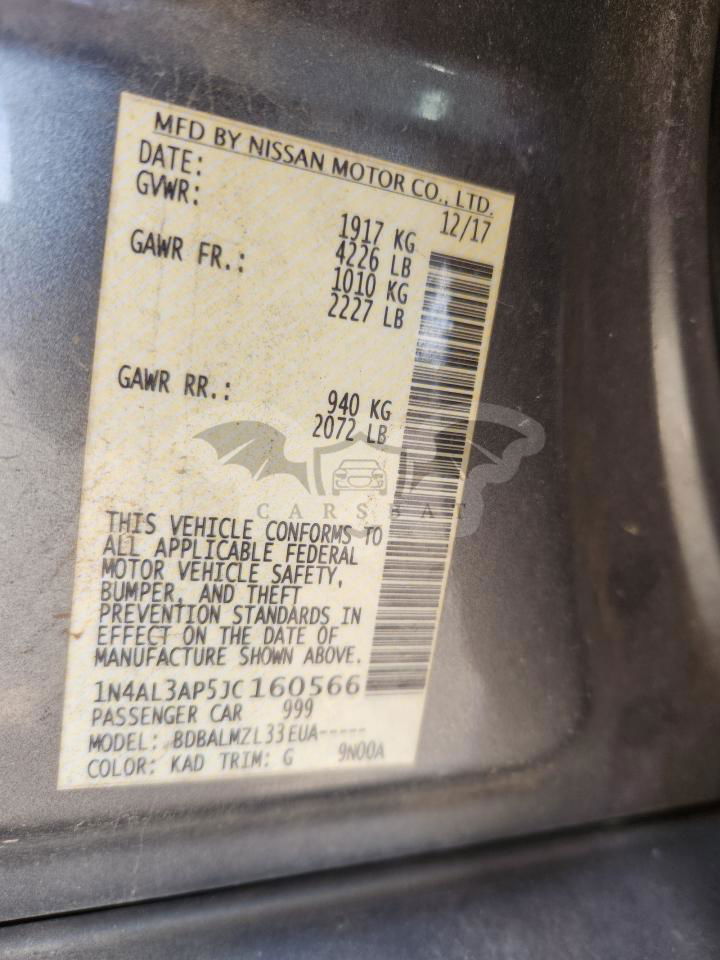 MFD BY NISSAN MOTOR CO., LTD.
DATE: 12/17
GVWR: 1917 KG
4226 LB
GAWR FR.: 1010 KG
2227 LB
GAWR RR.: 940 KG
2072 LB
CARSBAT
THIS VEHICLE CONFORMS TO
ALL APPLICABLE FEDERAL
MOTOR VEHICLE SAFETY,
BUMPER, AND THEFT
PREVENTION STANDARDS IN
EFFECT ON THE DATE OF
MANUFACTURE SHOWN ABOVE.
1N4AL3AP5JC160566
PASSENGER CAR 999
MODEL: BDBALMZL33EUA-----
COLOR: KAD TRIM: G 9N00A